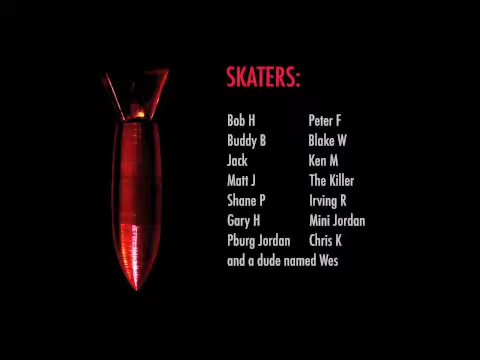 SKATERS:
Bob H Peter F
Buddy B Blake W
Jack Ken M
Matt J The Killer
Shane P Irving R
Gary H Mini Jordan
Pburg Jordan Chris K
and a dude named Wes